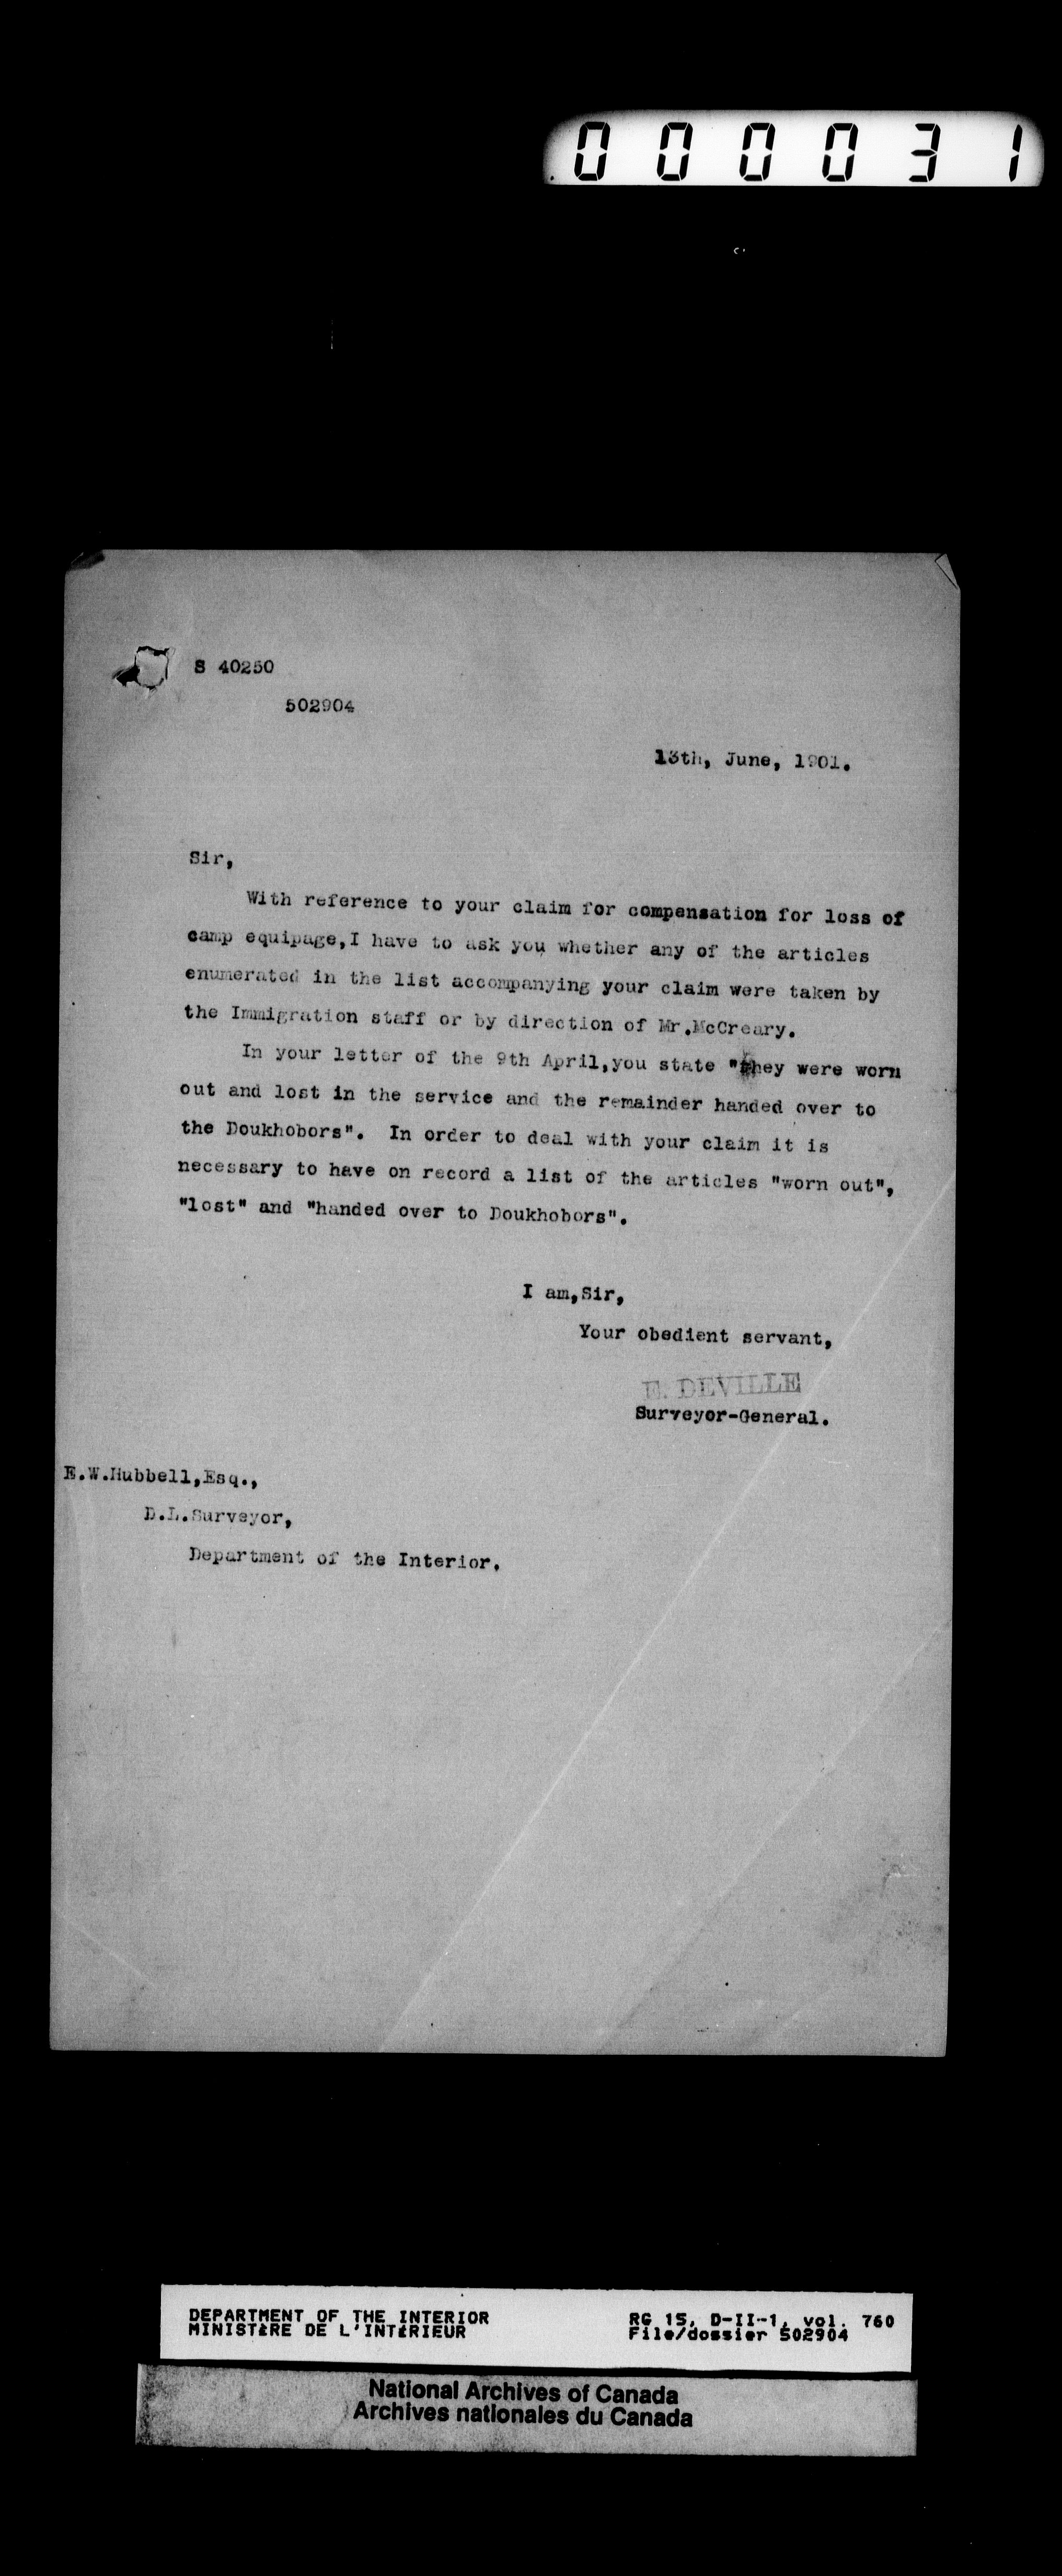 000031
S 40250
502904
13th, June, 1901.
Sir,
With reference to your claim for compensation for loss of
camp equipage,I have to ask you whether any of the articles
enumerated in the list accompanying your claim were taken by
the Immigration staff or by direction of Mr.McCreary.
In your letter of the 9th April,you state "they were worn
out and lost in the service and the remainder handed over to
the Doukhobors". In order to deal with your claim it is
necessary to have on record a list of the articles "worn out",
"lost" and "handed over to Doukhobors".
I am,Sir,
Your obedient servant,
E. DEVILLE
Surveyor-General.
E.W.Hubbell,Esq.,
D.L.Surveyor,
Department of the Interior.
DEPARTMENT OF THE INTERIOR
MINISTÈRE DE L'INTÉRIEUR
RG 15, D-II-1, vol. 760
File/dossier 502904
National Archives of Canada
Archives nationales du Canada